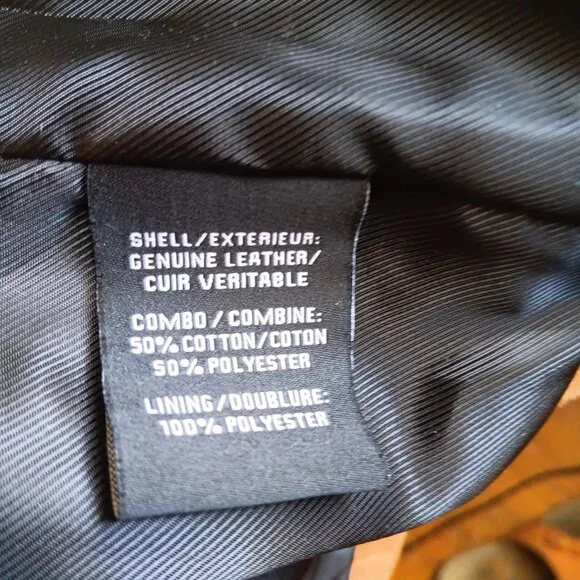 SHELL/EXTERIEUR:
GENUINE LEATHER/
CUIR VERITABLE
COMBO / COMBINE:
50% COTTON/COTON
50% POLYESTER
LINING/DOUBLURE:
100% POLYESTER